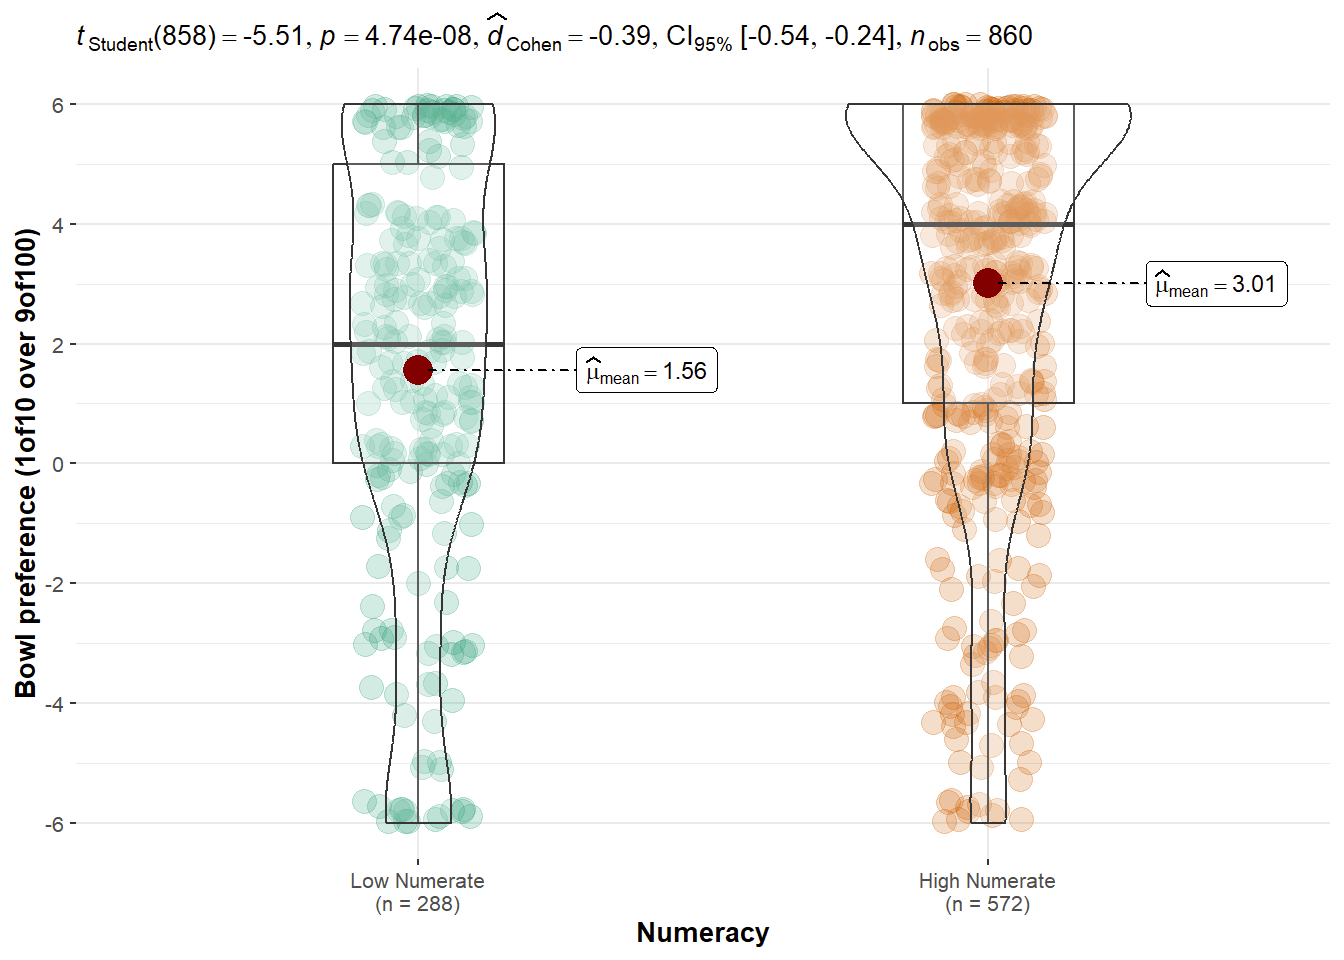 t Student(858) = -5.51, p = 4.74e-08, d̂ Cohen = -0.39, CI95% [-0.54, -0.24], n obs = 860
6
4
2
0
-2
-4
-6
Bowl preference (1of10 over 9of100)
μ̂ mean = 1.56
μ̂ mean = 3.01
Low Numerate
(n = 288)
High Numerate
(n = 572)
Numeracy